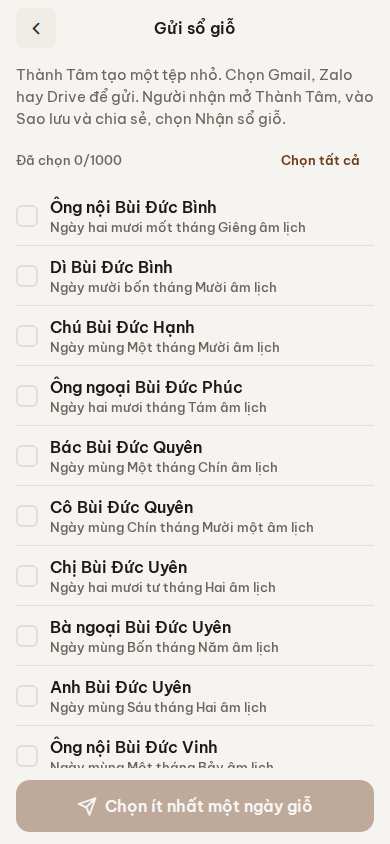 Gửi sổ giỗ
Thành Tâm tạo một tệp nhỏ. Chọn Gmail, Zalo
hay Drive để gửi. Người nhận mở Thành Tâm, vào
Sao lưu và chia sẻ, chọn Nhận sổ giỗ.
Đã chọn 0/1000
Chọn tất cả
Ông nội Bùi Đức Bình
Ngày hai mươi mốt tháng Giêng âm lịch
Dì Bùi Đức Bình
Ngày mười bốn tháng Mười âm lịch
Chú Bùi Đức Hạnh
Ngày mùng Một tháng Mười âm lịch
Ông ngoại Bùi Đức Phúc
Ngày hai mươi tháng Tám âm lịch
Bác Bùi Đức Quyên
Ngày mùng Một tháng Chín âm lịch
Cô Bùi Đức Quyên
Ngày mùng Chín tháng Mười một âm lịch
Chị Bùi Đức Uyên
Ngày hai mươi tư tháng Hai âm lịch
Bà ngoại Bùi Đức Uyên
Ngày mùng Bốn tháng Năm âm lịch
Anh Bùi Đức Uyên
Ngày mùng Sáu tháng Hai âm lịch
Ông nội Bùi Đức Vinh
Ngày mùng Một tháng Bảy âm lịch
Chọn ít nhất một ngày giỗ